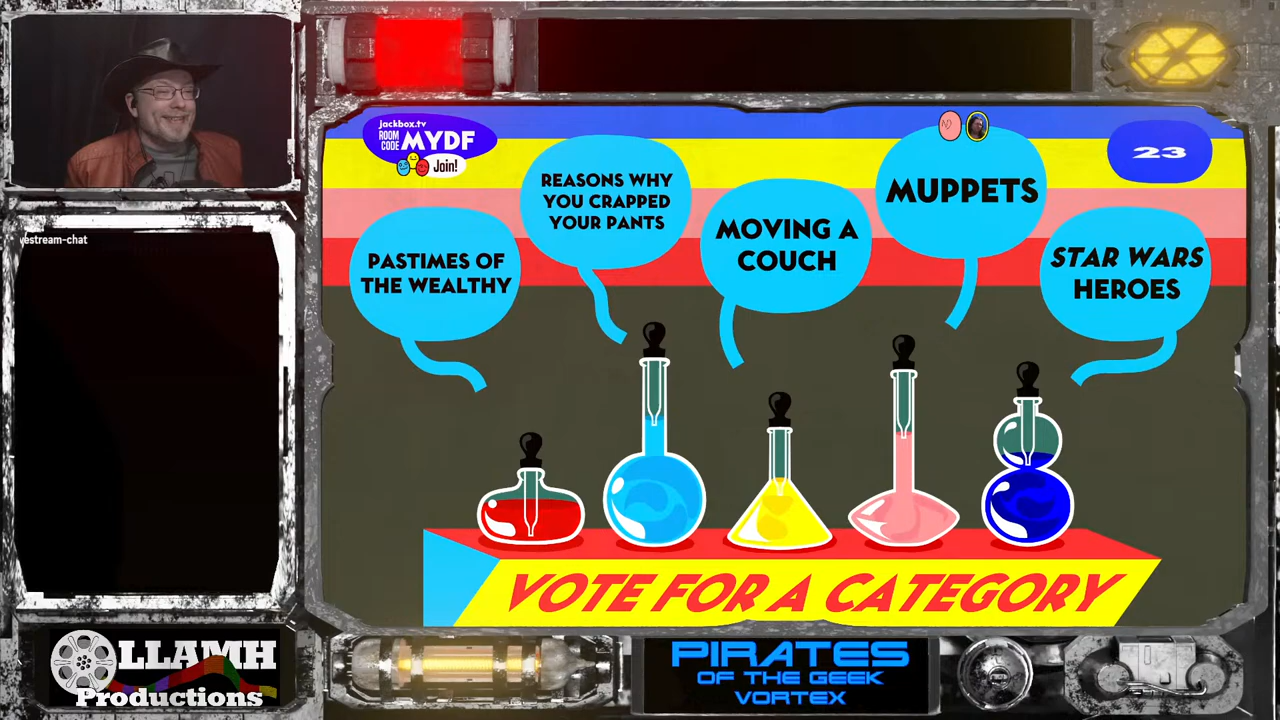 jackbox.tv
ROOM
CODE
MYDF
Join!
23
PASTIMES OF
THE WEALTHY
REASONS WHY
YOU CRAPPED
YOUR PANTS
MOVING A
COUCH
MUPPETS
STAR WARS
HEROES
vestream-chat
VOTE FOR A CATEGORY
LLAMH
Productions
PIRATES
OF THE GEEK
VORTEX